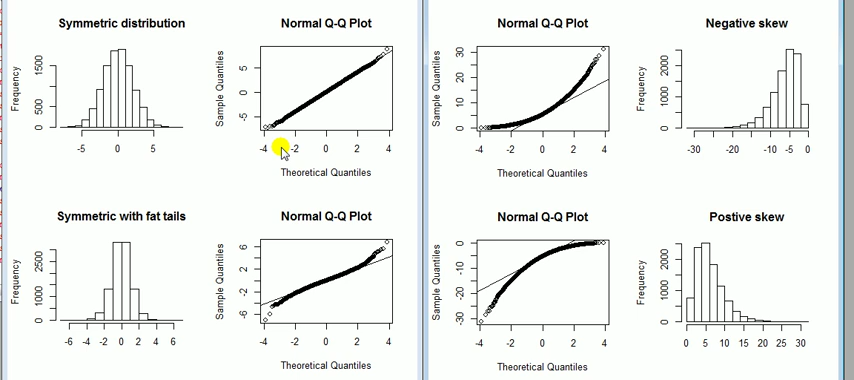 Symmetric distribution
Frequency
500
1500
-5 0 5
Normal Q-Q Plot
Sample Quantiles
-5 0 5
-4 -2 0 2 4
Theoretical Quantiles
Normal Q-Q Plot
Sample Quantiles
0 10 20 30
-4 -2 0 2 4
Theoretical Quantiles
Negative skew
Frequency
0 1000 2000
-30 -20 -10 -5 0
Symmetric with fat tails
Frequency
0 1000 2500
-6 -4 -2 0 2 4 6
Normal Q-Q Plot
Sample Quantiles
-6 -2 2 4 6
-4 -2 0 2 4
Theoretical Quantiles
Normal Q-Q Plot
Sample Quantiles
-30 -20 -10 0
-4 -2 0 2 4
Theoretical Quantiles
Postive skew
Frequency
0 1000 2000
0 5 10 15 20 25 30